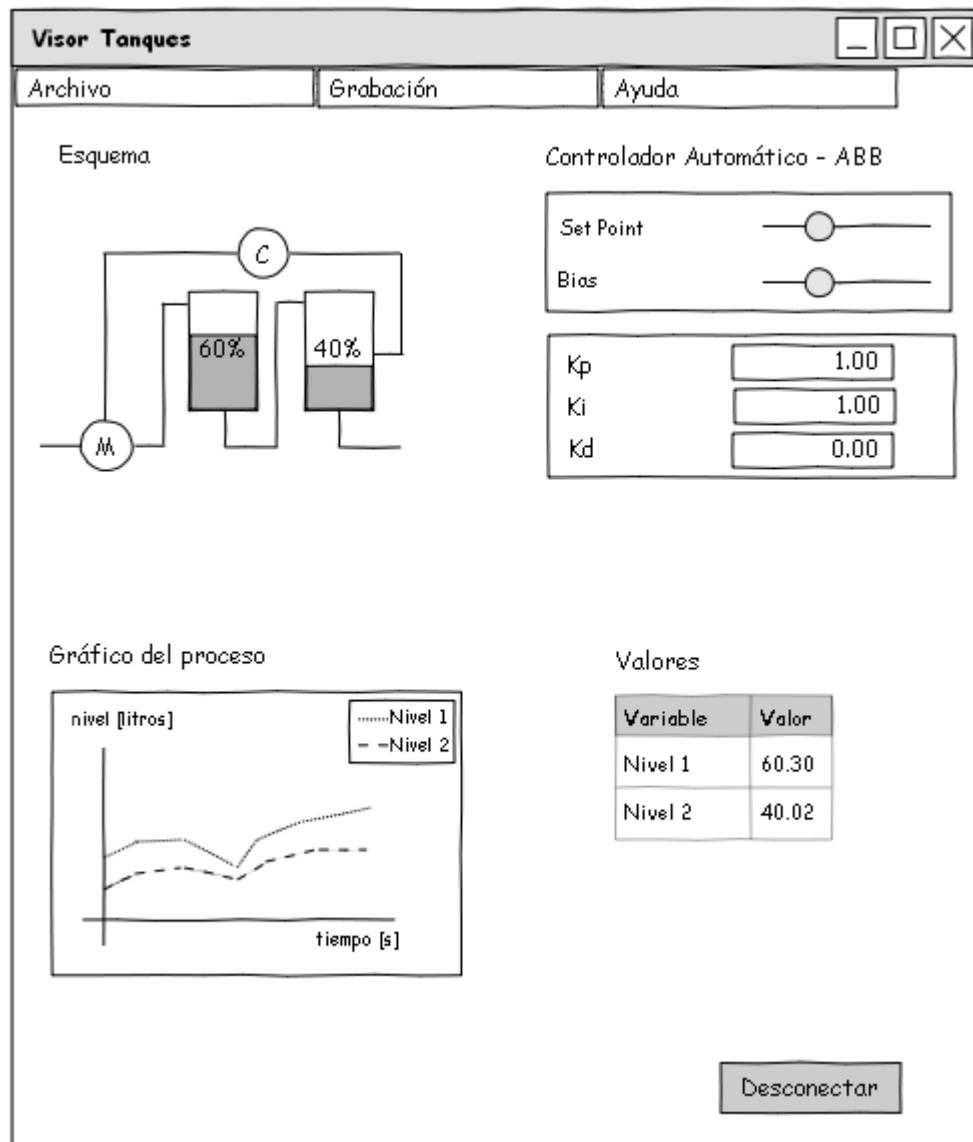 Visor Tanques
Archivo Grabación Ayuda
Esquema
C
60% 40%
M
Controlador Automático - ABB
Set Point
Bias
Kp 1.00
Ki 1.00
Kd 0.00
Gráfico del proceso
nivel [litros]
Nivel 1
Nivel 2
tiempo [s]
Valores
Variable Valor
Nivel 1 60.30
Nivel 2 40.02
Desconectar